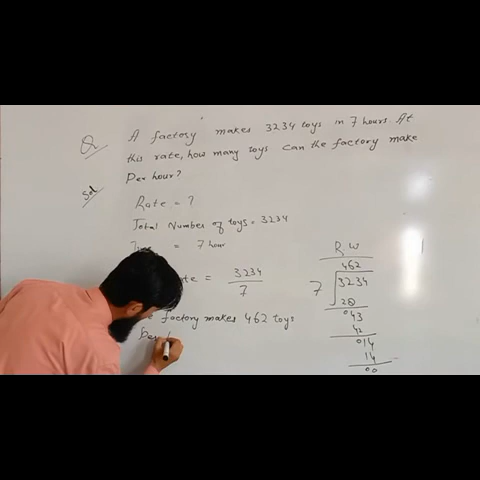 Q A factory makes 3234 toys in 7 hours At
this rate, how many toys can the factory make
Per hour?
Sol
Rate = ?
Total Number of toys = 3234
= 7 hour
= 3234
7
Factory makes 462 toys
Per
R.W
462
7 3234
28
043
42
014
14
00